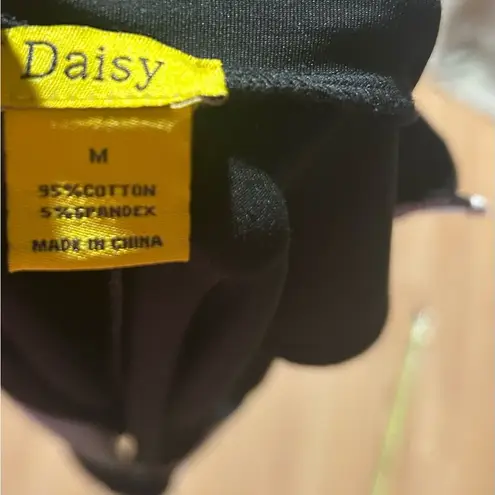 Daisy
M
95%COTTON
5%SPANDEX
MADE IN CHINA